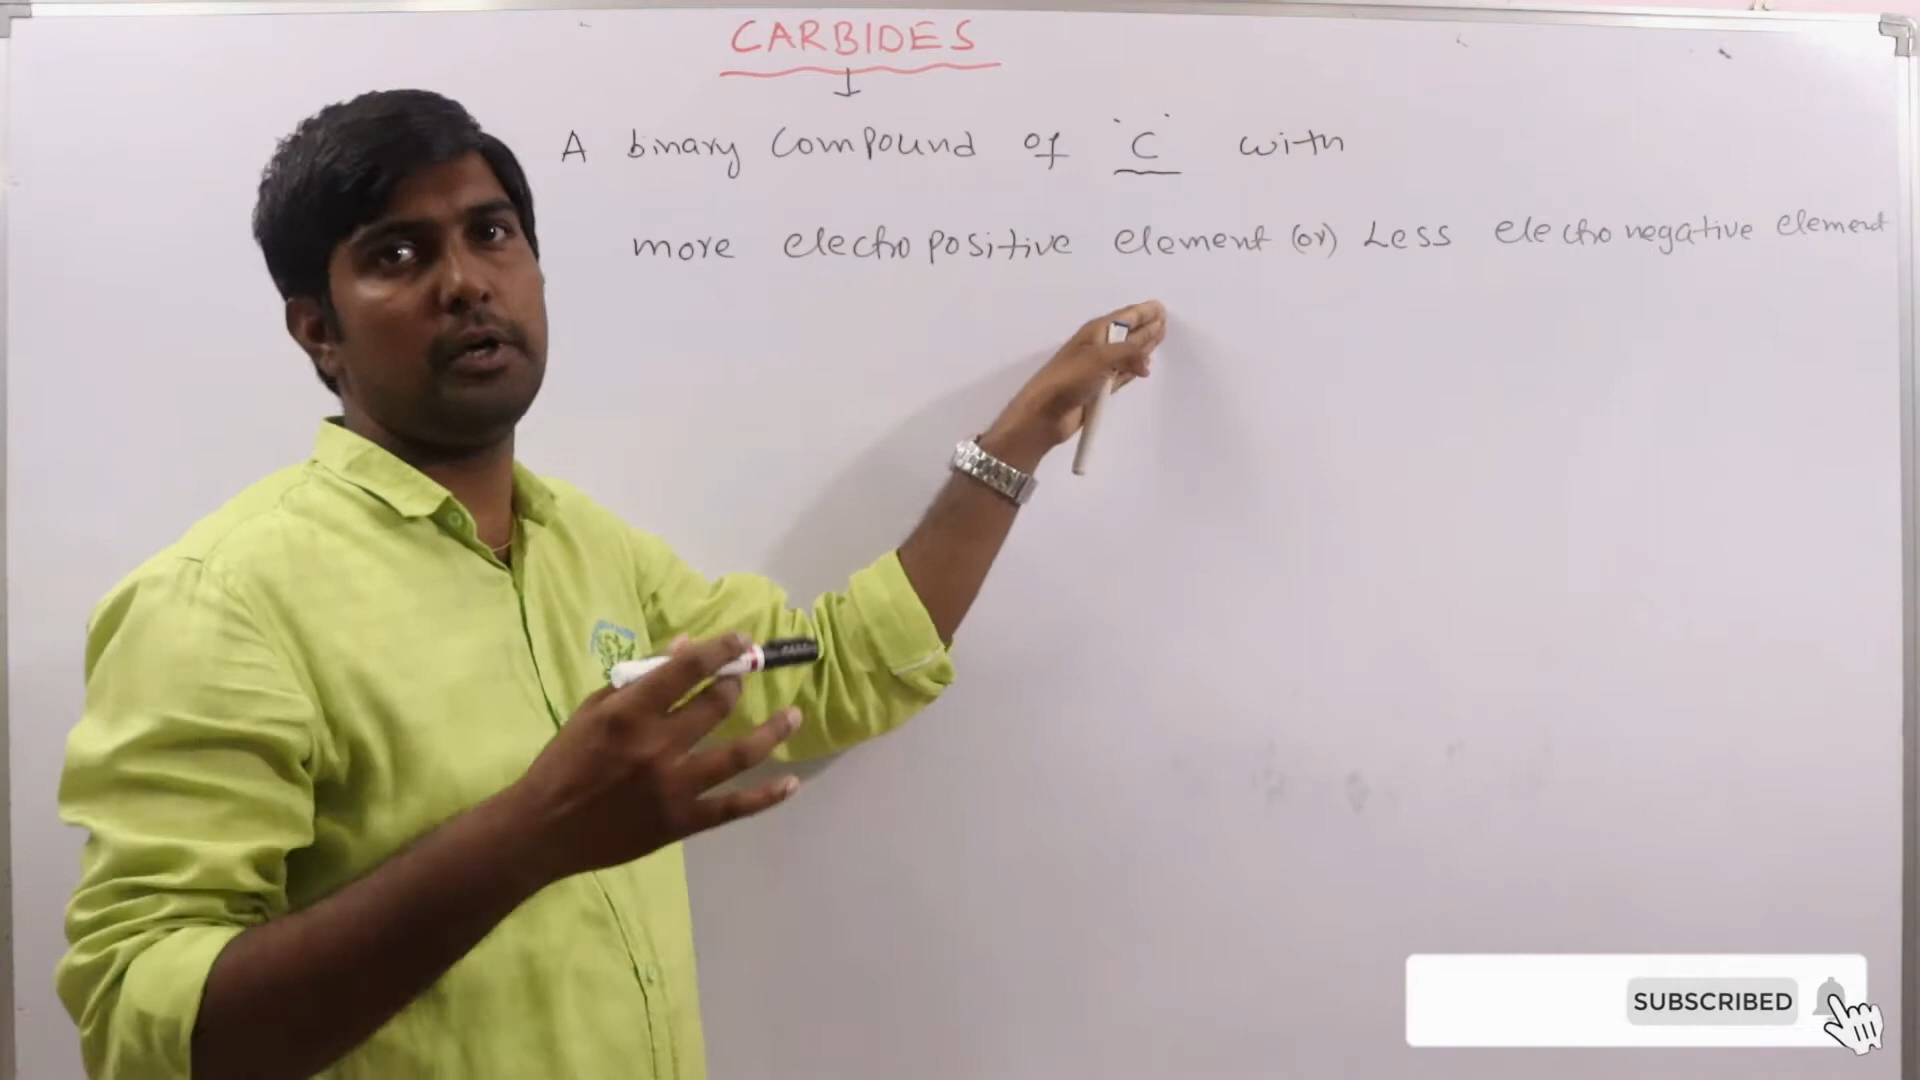 CARBIDES
A binary compound of 'C' with
more electropositive element (or) Less electronegative element
SUBSCRIBED